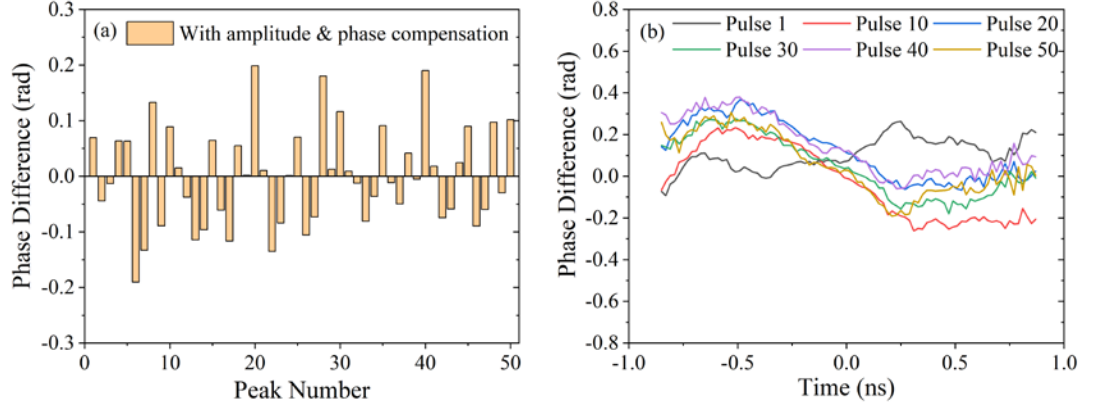 (a) With amplitude & phase compensation
0.3
0.2
0.1
0.0
-0.1
-0.2
-0.3
0 10 20 30 40 50
Peak Number
Phase Difference (rad)
(b)
Pulse 1 Pulse 10 Pulse 20
Pulse 30 Pulse 40 Pulse 50
0.8
0.6
0.4
0.2
0.0
-0.2
-0.4
-0.6
-0.8
-1.0 -0.5 0.0 0.5 1.0
Time (ns)
Phase Difference (rad)